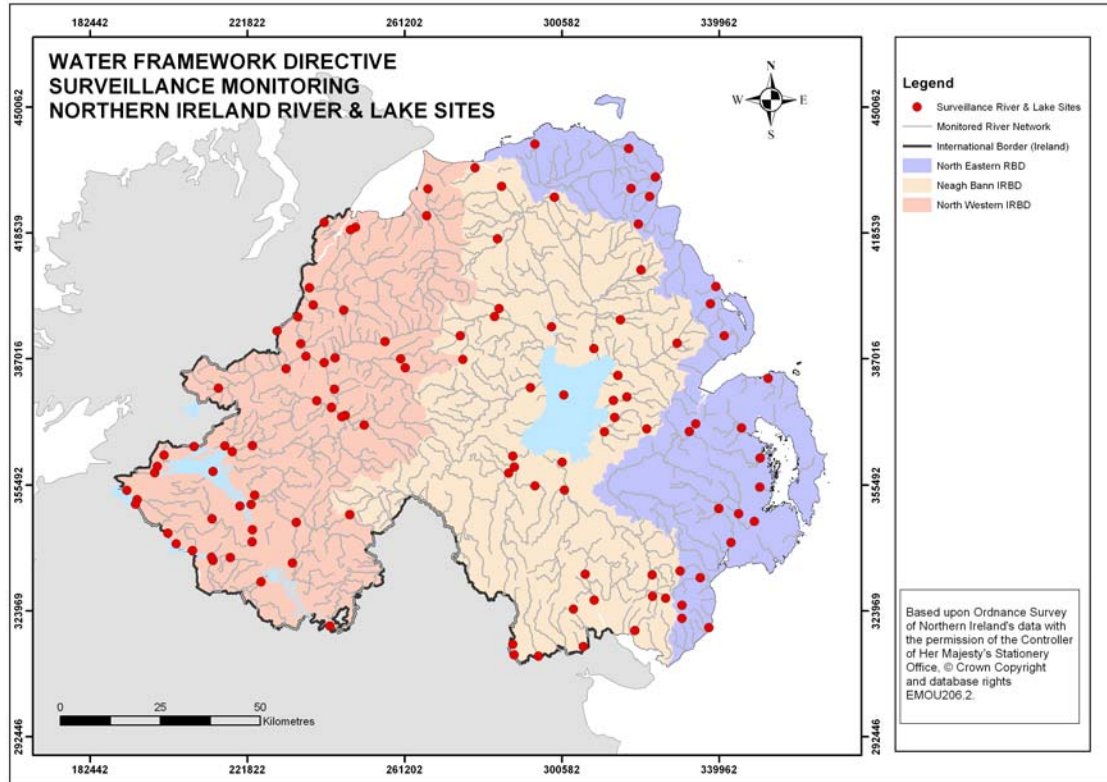 182442 221822 261202 300582 339962
WATER FRAMEWORK DIRECTIVE
SURVEILLANCE MONITORING
NORTHERN IRELAND RIVER & LAKE SITES
N
W E
S
450062 450062
418539 418539
387016 387016
355492 355492
323969 323969
292446 292446
0 25 50
Kilometres
182442 221822 261202 300582 339962
Legend
Surveillance River & Lake Sites
Monitored River Network
International Border (Ireland)
North Eastern RBD
Neagh Bann IRBD
North Western IRBD
Based upon Ordnance Survey
of Northern Ireland's data with
the permission of the Controller
of Her Majesty's Stationery
Office, © Crown Copyright
and database rights
EMOU206.2.